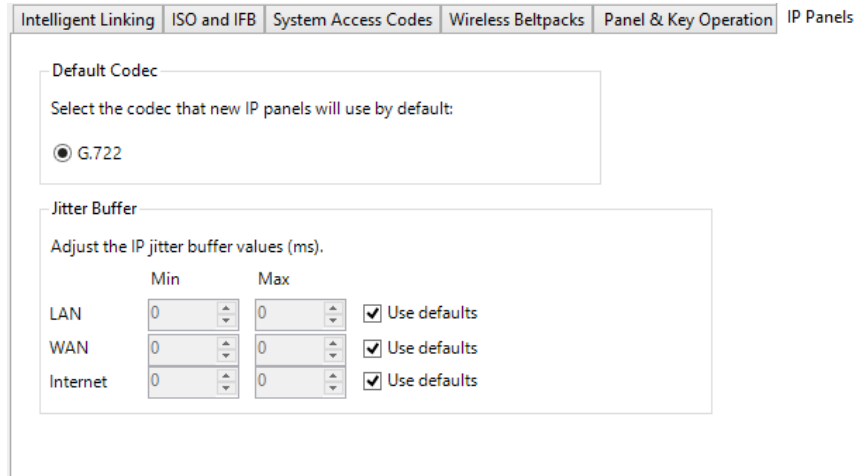 Intelligent Linking ISO and IFB System Access Codes Wireless Beltpacks Panel & Key Operation IP Panels
Default Codec
Select the codec that new IP panels will use by default:
G.722
Jitter Buffer
Adjust the IP jitter buffer values (ms).
Min Max
LAN 0 0 Use defaults
WAN 0 0 Use defaults
Internet 0 0 Use defaults